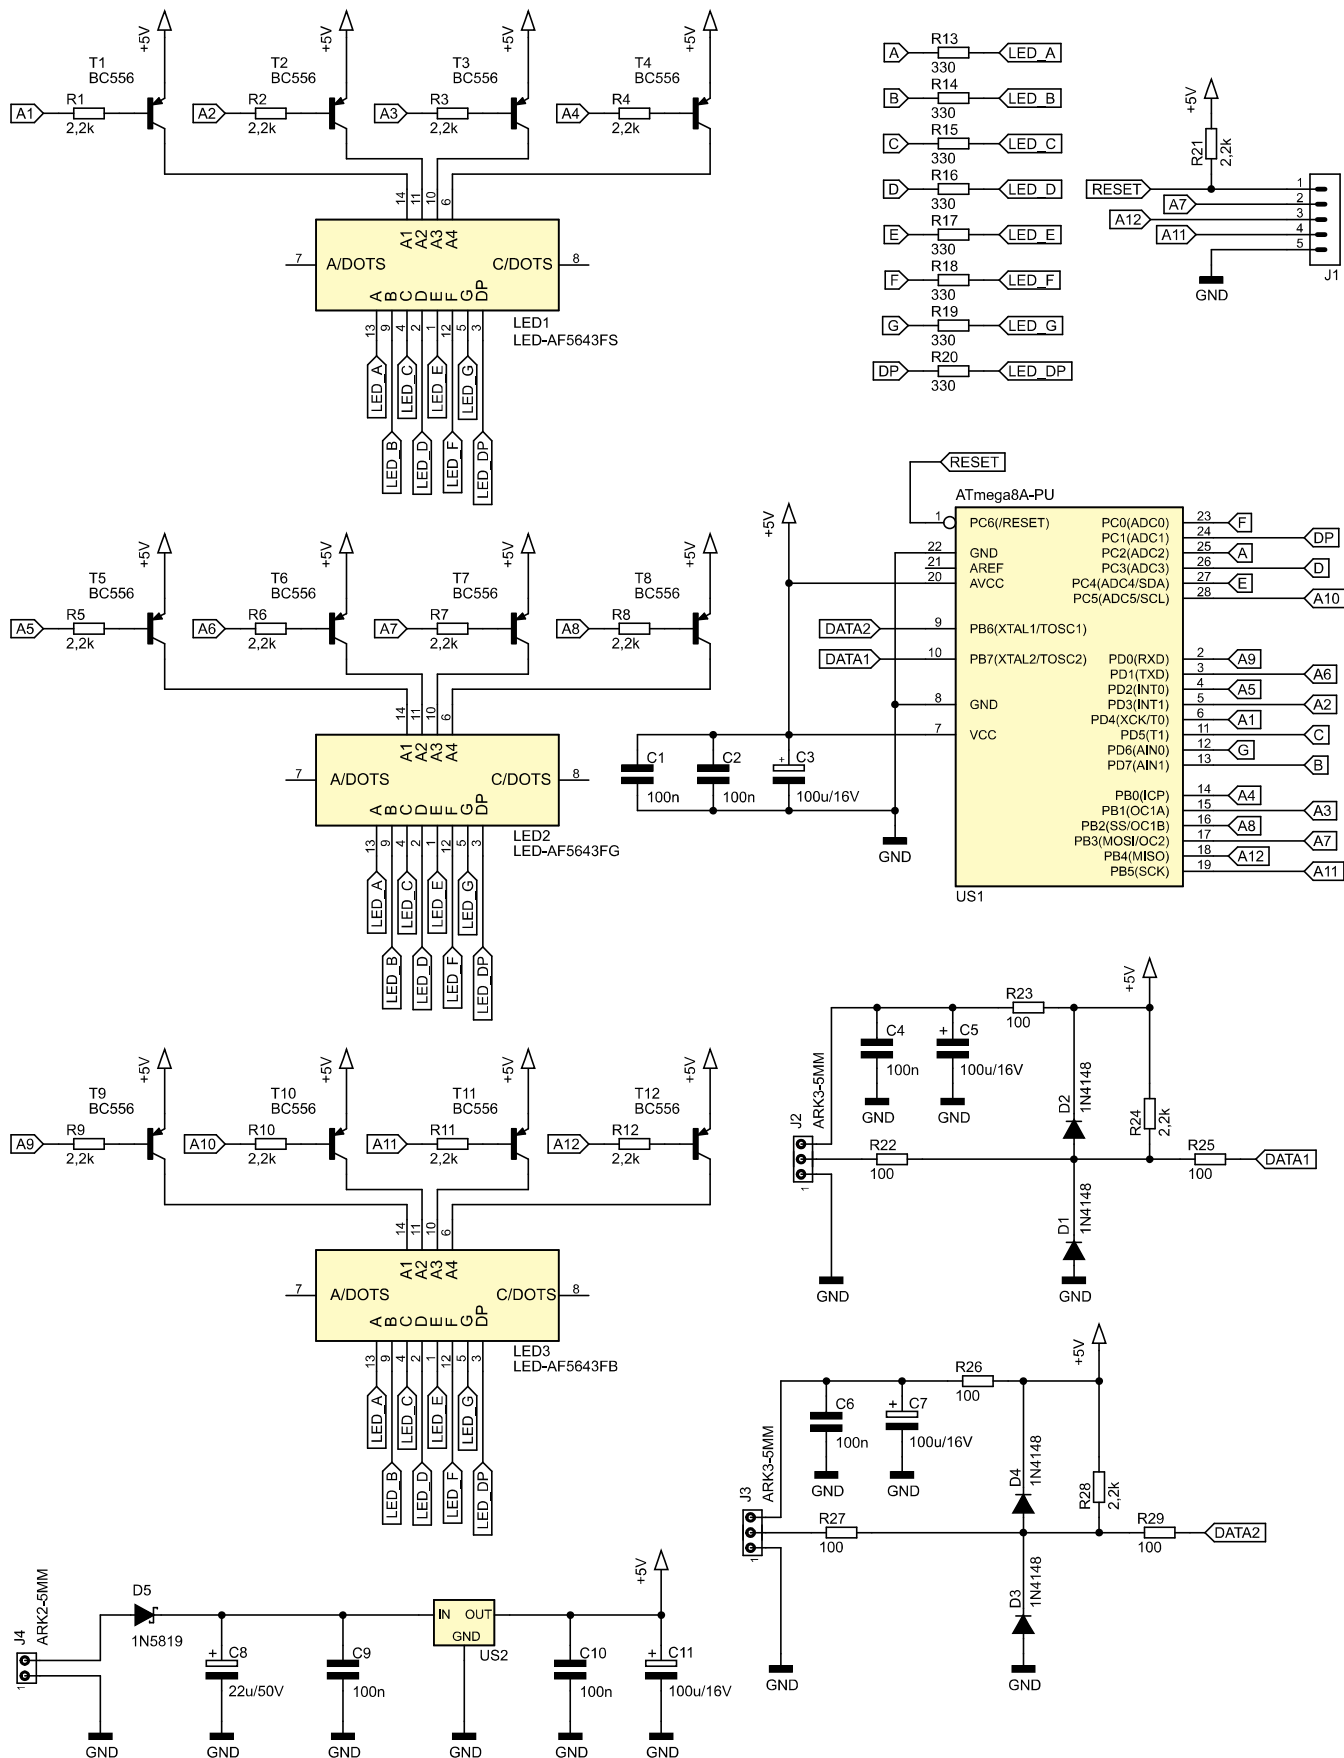 +5V
+5V
+5V
+5V
T1
BC556
T2
BC556
T3
BC556
T4
BC556
A1
R1
2,2k
A2
R2
2,2k
A3
R3
2,2k
A4
R4
2,2k
14
11
10
6
A1
A2
A3
A4
7
A/DOTS
C/DOTS
8
A
B
C
D
E
F
G
DP
LED1
LED-AF5643FS
13
9
4
2
1
12
5
3
LED_A
LED_C
LED_E
LED_G
LED_B
LED_D
LED_F
LED_DP
A
R13
330
LED_A
B
R14
330
LED_B
C
R15
330
LED_C
D
R16
330
LED_D
E
R17
330
LED_E
F
R18
330
LED_F
G
R19
330
LED_G
DP
R20
330
LED_DP
+5V
R21
2,2k
RESET
A7
A12
A11
1
2
3
4
5
J1
GND
+5V
+5V
+5V
+5V
T5
BC556
T6
BC556
T7
BC556
T8
BC556
A5
R5
2,2k
A6
R6
2,2k
A7
R7
2,2k
A8
R8
2,2k
14
11
10
6
A1
A2
A3
A4
7
A/DOTS
C/DOTS
8
A
B
C
D
E
F
G
DP
LED2
LED-AF5643FG
13
9
4
2
1
12
5
3
LED_A
LED_C
LED_E
LED_G
LED_B
LED_D
LED_F
LED_DP
RESET
ATmega8A-PU
+5V
1
PC6(/RESET)
22
GND
21
AREF
20
AVCC
DATA2
9
PB6(XTAL1/TOSC1)
DATA1
10
PB7(XTAL2/TOSC2)
8
GND
7
VCC
PC0(ADC0)
23
F
PC1(ADC1)
24
DP
PC2(ADC2)
25
A
PC3(ADC3)
26
D
PC4(ADC4/SDA)
27
E
PC5(ADC5/SCL)
28
A10
PD0(RXD)
2
A9
PD1(TXD)
3
A6
PD2(INT0)
4
A5
PD3(INT1)
5
A2
PD4(XCK/T0)
6
A1
PD5(T1)
11
C
PD6(AIN0)
12
G
PD7(AIN1)
13
B
PB0(ICP)
14
A4
PB1(OC1A)
15
A3
PB2(SS/OC1B)
16
A8
PB3(MOSI/OC2)
17
A7
PB4(MISO)
18
A12
PB5(SCK)
19
A11
US1
C1
100n
C2
100n
+
C3
100u/16V
GND
+5V
+5V
+5V
+5V
T9
BC556
T10
BC556
T11
BC556
T12
BC556
A9
R9
2,2k
A10
R10
2,2k
A11
R11
2,2k
A12
R12
2,2k
14
11
10
6
A1
A2
A3
A4
7
A/DOTS
C/DOTS
8
A
B
C
D
E
F
G
DP
LED3
LED-AF5643FB
13
9
4
2
1
12
5
3
LED_A
LED_C
LED_E
LED_G
LED_B
LED_D
LED_F
LED_DP
+5V
R23
100
C4
100n
+
C5
100u/16V
GND
GND
J2
ARK3-5MM
1
R22
100
D2
1N4148
R24
2,2k
R25
100
DATA1
D1
1N4148
GND
GND
+5V
R26
100
C6
100n
+
C7
100u/16V
GND
GND
J3
ARK3-5MM
1
R27
100
D4
1N4148
R28
2,2k
R29
100
DATA2
D3
1N4148
GND
GND
J4
ARK2-5MM
1
D5
1N5819
+
C8
22u/50V
C9
100n
IN
OUT
GND
US2
C10
100n
+5V
+
C11
100u/16V
GND
GND
GND
GND
GND
GND